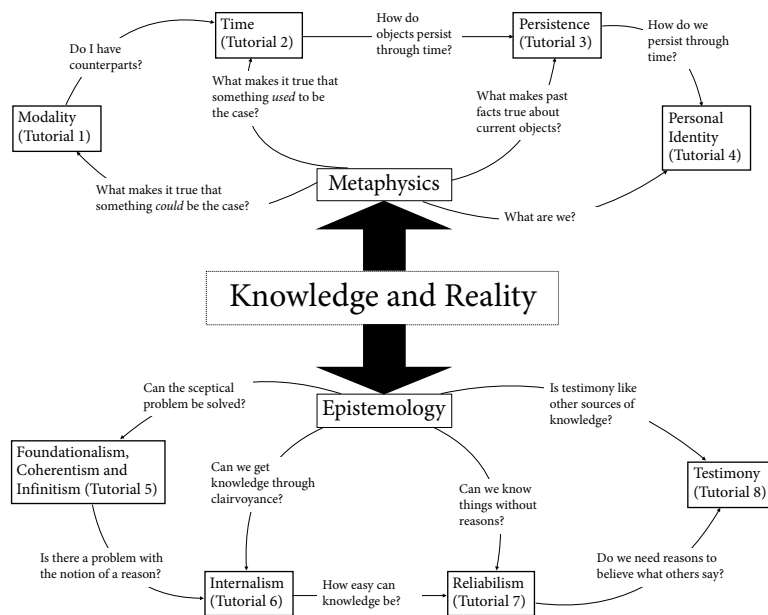 Time
(Tutorial 2)
How do
objects persist
through time?
Persistence
(Tutorial 3)
How do we
persist through
time?
Do I have
counterparts?
What makes it true that
something used to be
the case?
What makes past
facts true about
current objects?
Modality
(Tutorial 1)
Personal
Identity
(Tutorial 4)
Metaphysics
What makes it true that
something could be the case?
What are we?
Knowledge and Reality
Can the sceptical
problem be solved?
Epistemology
Is testimony like
other sources of
knowledge?
Foundationalism,
Coherentism and
Infinitism (Tutorial 5)
Can we get
knowledge through
clairvoyance?
Can we know
things without
reasons?
Testimony
(Tutorial 8)
Is there a problem with
the notion of a reason?
Internalism
(Tutorial 6)
How easy can
knowledge be?
Reliabilism
(Tutorial 7)
Do we need reasons to
believe what others say?